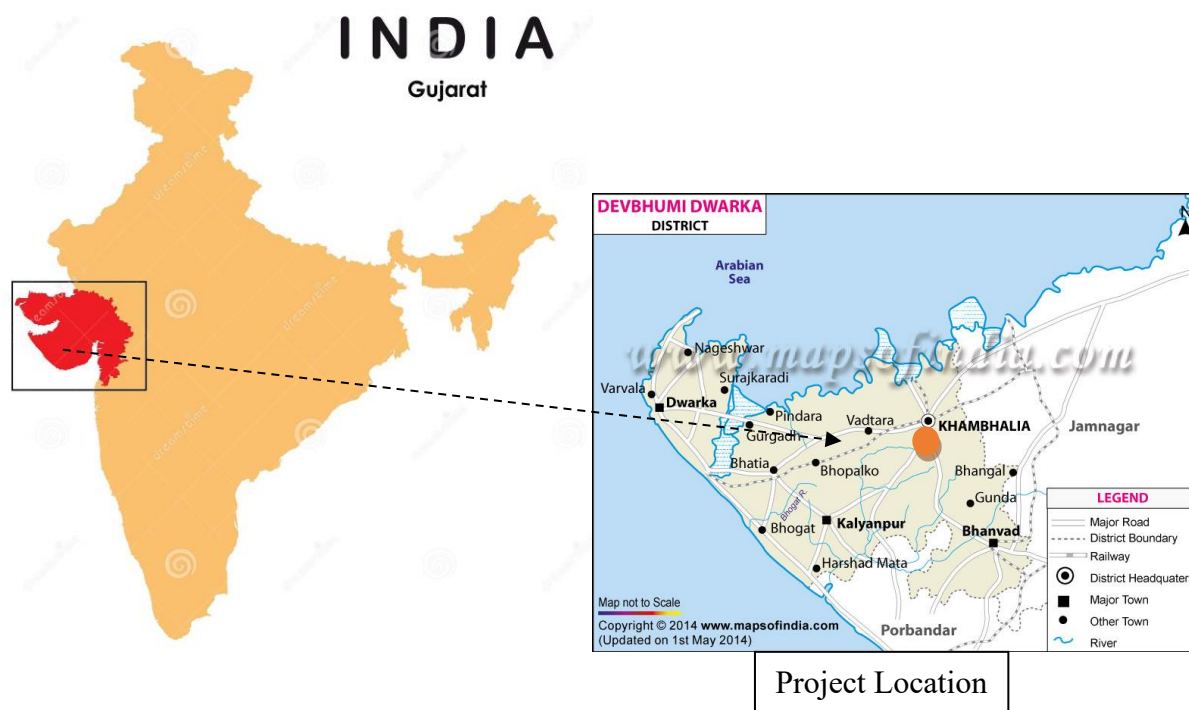 INDIA
Gujarat
DEVBHUMI DWARKA
DISTRICT
N
Arabian
Sea
www.mapsofindia.com
Nageshwar
Surajkaradi
Varvala
Dwarka
Pindara
Gurgadh
Vadtara
KHAMBHALIA
Jamnagar
Bhatia
Bhopalko
Bhangal
Gunda
Bhogat R.
Bhogat
Kalyanpur
Bhanvad
Harshad Mata
Porbandar
LEGEND
Major Road
District Boundary
Railway
District Headquater
Major Town
Other Town
River
Map not to Scale
Copyright © 2014 www.mapsofindia.com
(Updated on 1st May 2014)
Project Location